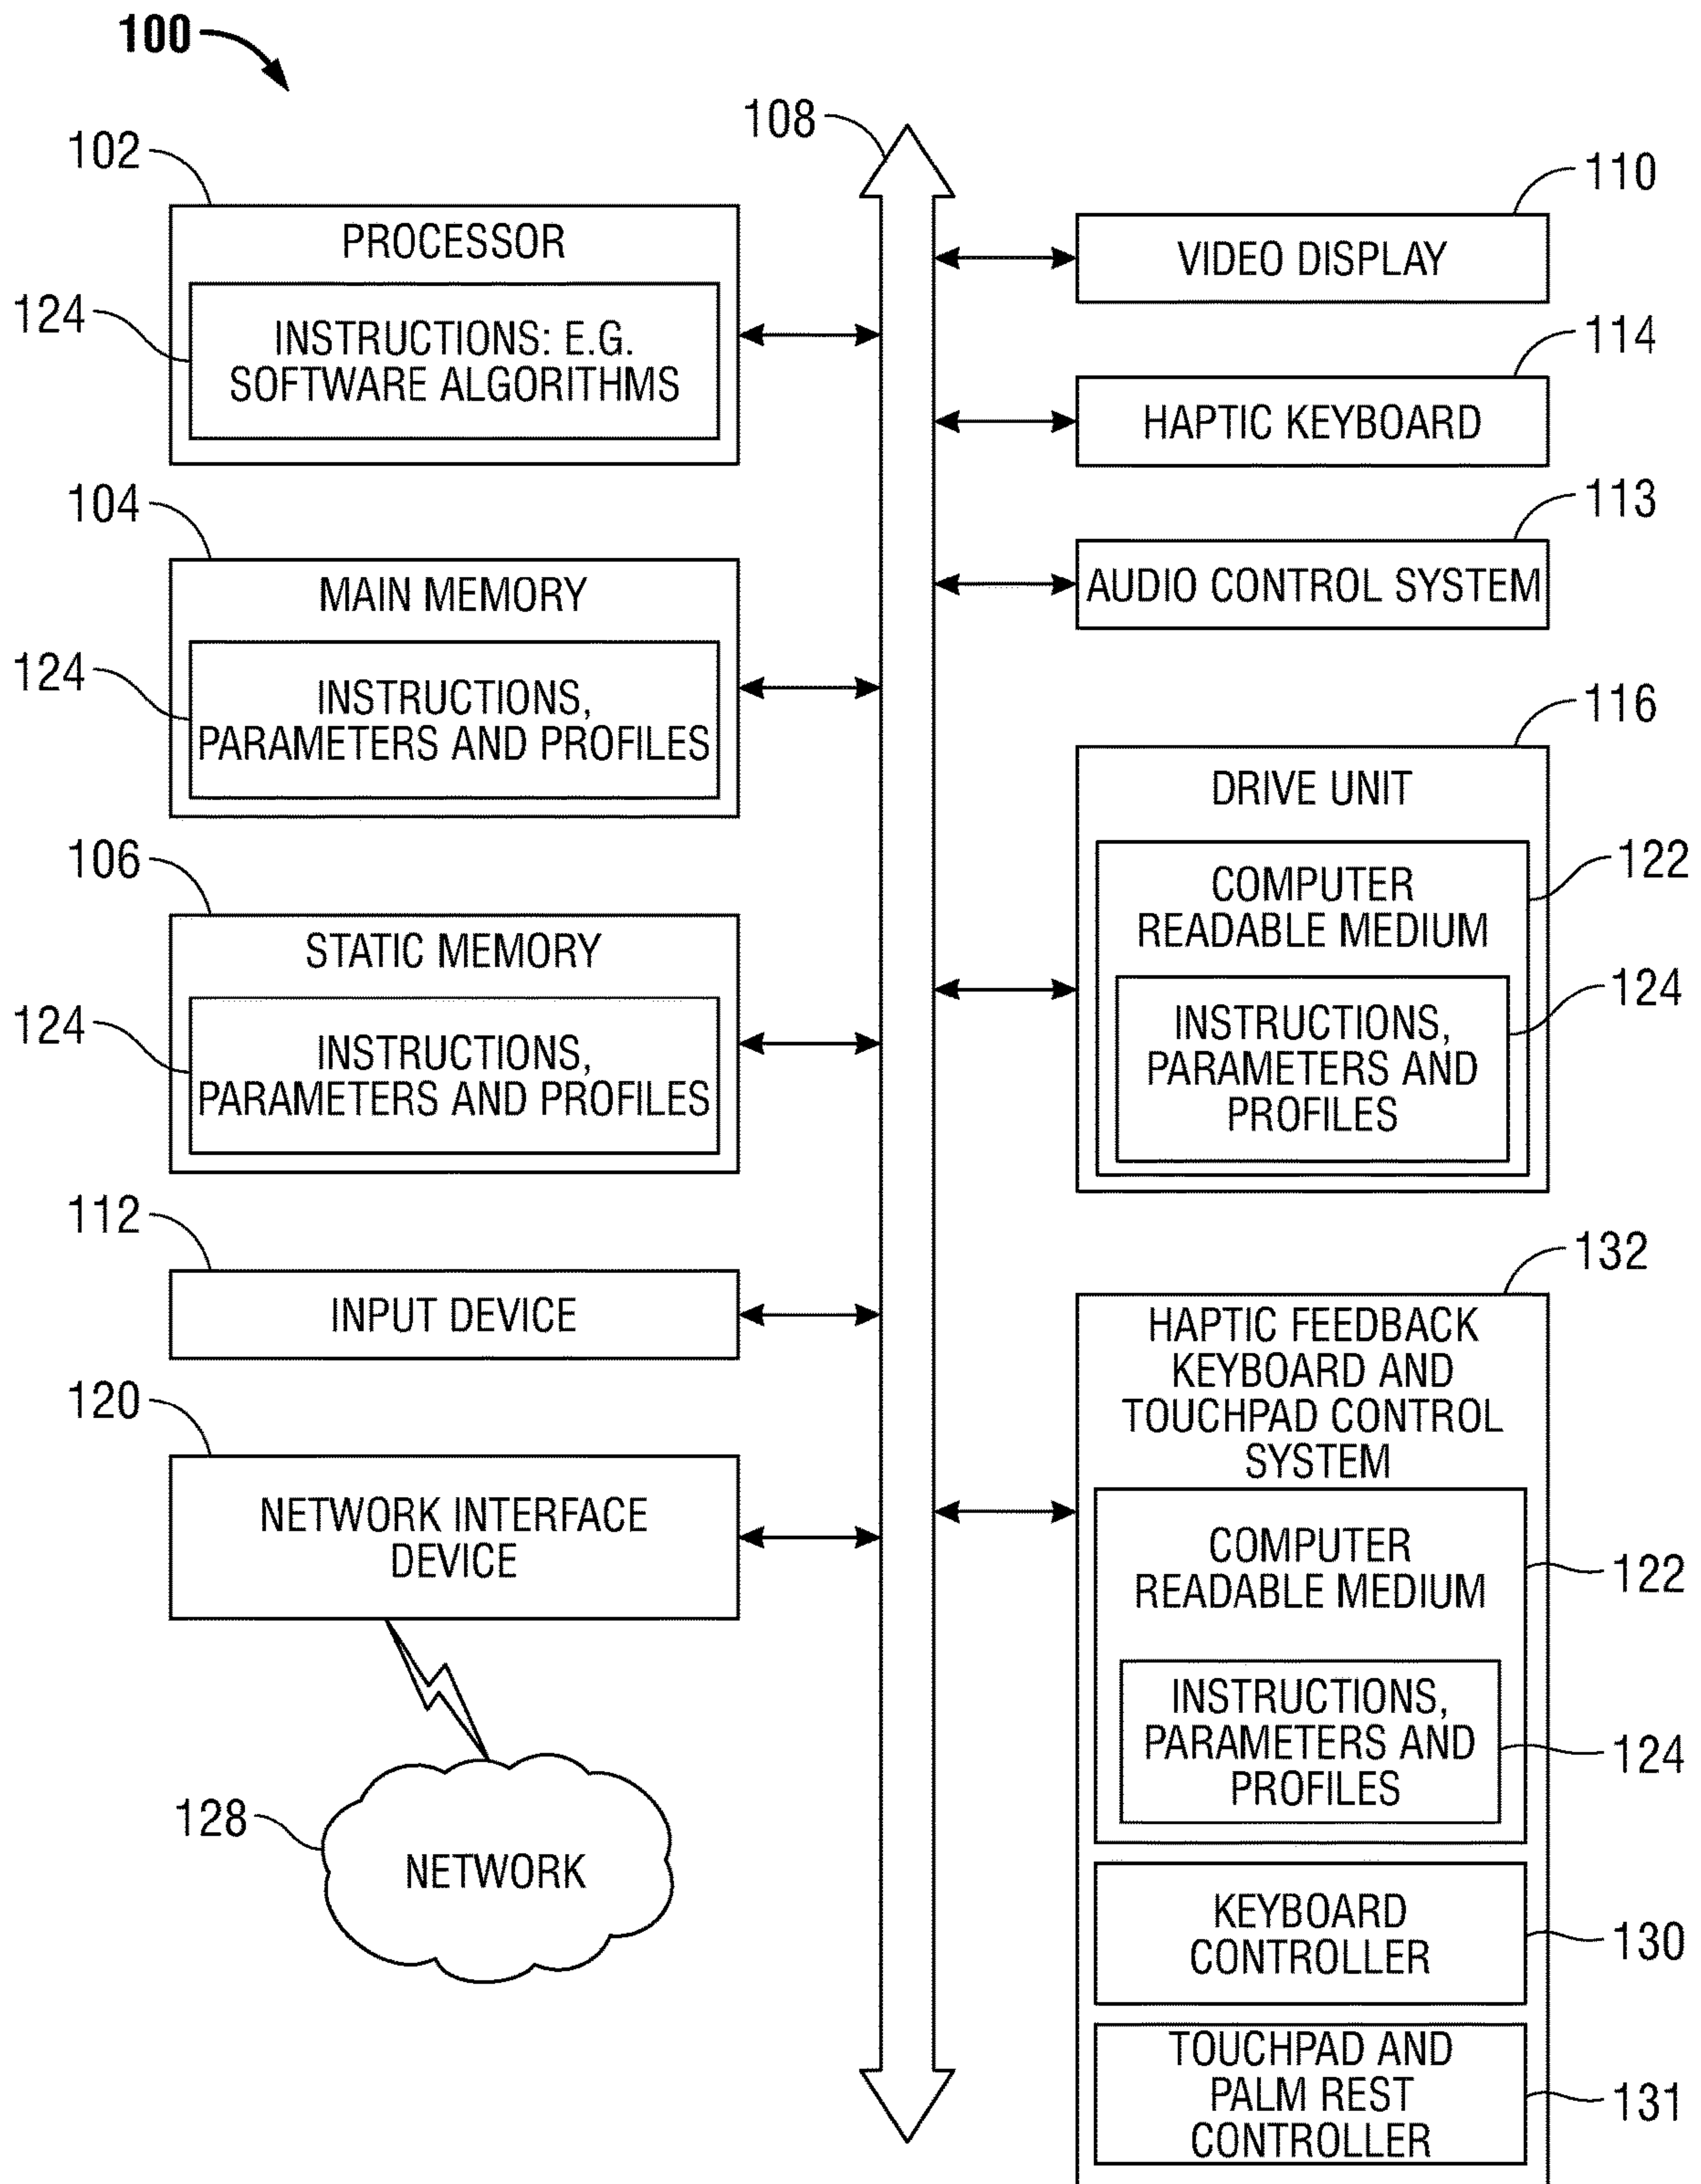 100
108
102
PROCESSOR
124
INSTRUCTIONS: E.G.
SOFTWARE ALGORITHMS
104
MAIN MEMORY
124
INSTRUCTIONS,
PARAMETERS AND PROFILES
106
STATIC MEMORY
124
INSTRUCTIONS,
PARAMETERS AND PROFILES
112
INPUT DEVICE
120
NETWORK INTERFACE
DEVICE
128
NETWORK
110
VIDEO DISPLAY
114
HAPTIC KEYBOARD
113
AUDIO CONTROL SYSTEM
116
DRIVE UNIT
122
COMPUTER
READABLE MEDIUM
124
INSTRUCTIONS,
PARAMETERS AND
PROFILES
132
HAPTIC FEEDBACK
KEYBOARD AND
TOUCHPAD CONTROL
SYSTEM
COMPUTER
READABLE MEDIUM
122
INSTRUCTIONS,
PARAMETERS AND
PROFILES
124
KEYBOARD
CONTROLLER
130
TOUCHPAD AND
PALM REST
CONTROLLER
131